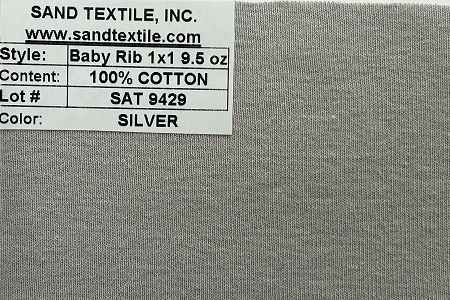 SAND TEXTILE, INC.
www.sandtextile.com
Style: Baby Rib 1x1 9.5 oz
Content: 100% COTTON
Lot # SAT 9429
Color: SILVER